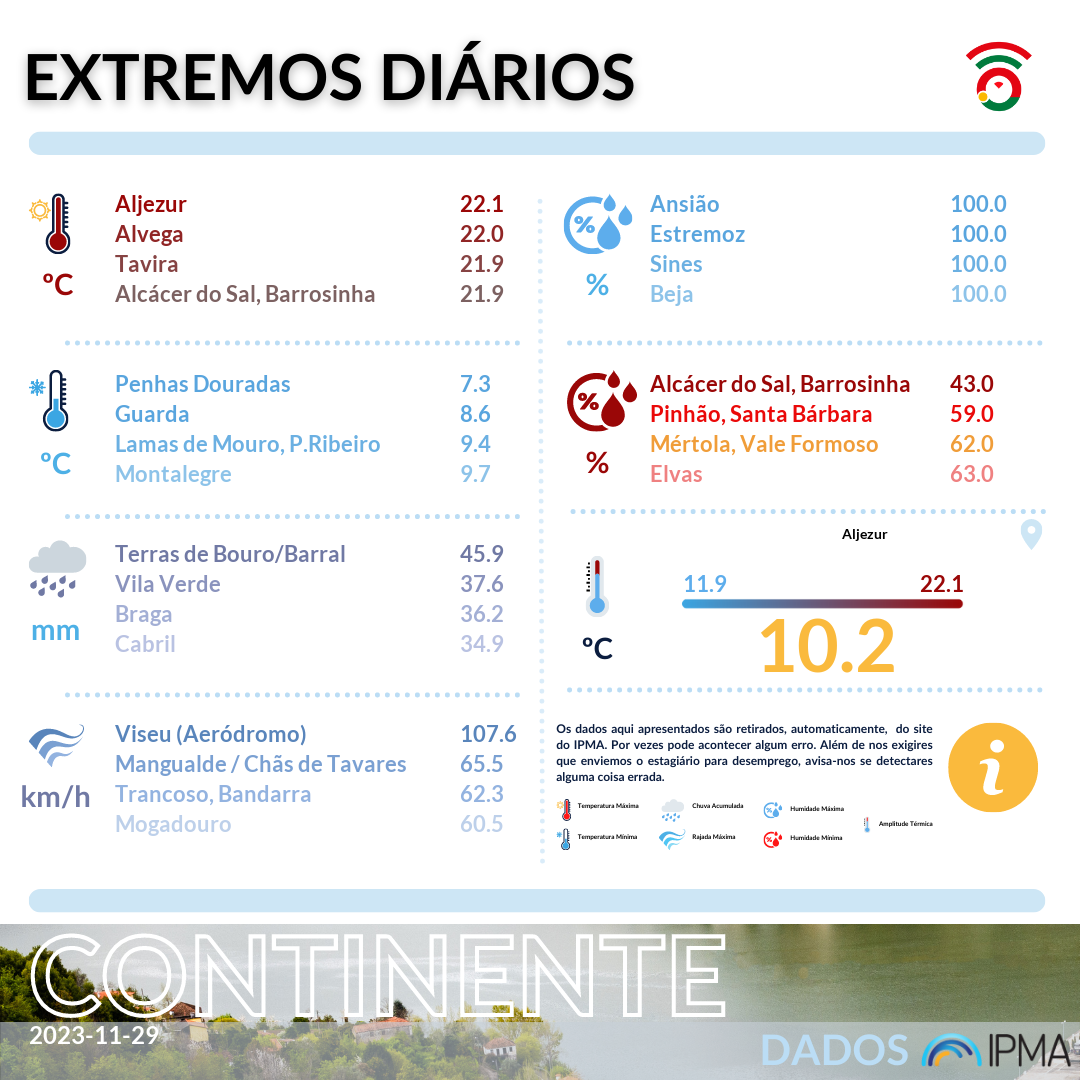 EXTREMOS DIÁRIOS
Aljezur 22.1
Alvega 22.0
Tavira 21.9
Alcácer do Sal, Barrosinha 21.9
ºC
Penhas Douradas 7.3
Guarda 8.6
Lamas de Mouro, P.Ribeiro 9.4
Montalegre 9.7
ºC
Terras de Bouro/Barral 45.9
Vila Verde 37.6
Braga 36.2
Cabril 34.9
mm
Viseu (Aeródromo) 107.6
Mangualde / Chãs de Tavares 65.5
Trancoso, Bandarra 62.3
Mogadouro 60.5
km/h
%
Ansião 100.0
Estremoz 100.0
Sines 100.0
Beja 100.0
%
%
Alcácer do Sal, Barrosinha 43.0
Pinhão, Santa Bárbara 59.0
Mértola, Vale Formoso 62.0
Elvas 63.0
%
Aljezur
11.9 22.1
10.2
ºC
Os dados aqui apresentados são retirados, automaticamente, do site
do IPMA. Por vezes pode acontecer algum erro. Além de nos exigires
que enviemos o estagiário para desemprego, avisa-nos se detectares
alguma coisa errada.
i
Temperatura Máxima Chuva Acumulada Humidade Máxima
Amplitude Térmica
Temperatura Mínima Rajada Máxima Humidade Mínima
CONTINENTE
2023-11-29
DADOS IPMA